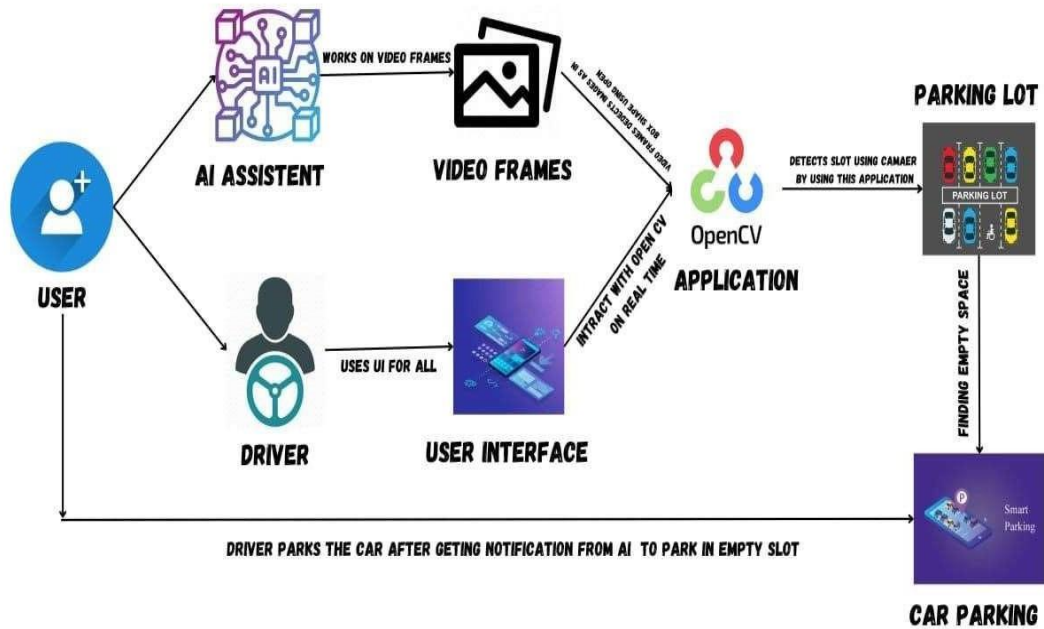 AI
WORKS ON VIDEO FRAMES
AI ASSISTENT
VIDEO FRAMES
VIDEO FRAMES DEDECTS IMAGES AS IN
BOX SHAPE USING OPEN
OpenCV
APPLICATION
DETECTS SLOT USING CAMAER
BY USING THIS APPLICATION
PARKING LOT
PARKING LOT
USER
USES UI FOR ALL
DRIVER
USER INTERFACE
INTRACT WITH OPEN CV
ON REAL TIME
FINDING EMPTY SPACE
P
Smart
Parking
DRIVER PARKS THE CAR AFTER GETING NOTIFICATION FROM AI TO PARK IN EMPTY SLOT
CAR PARKING